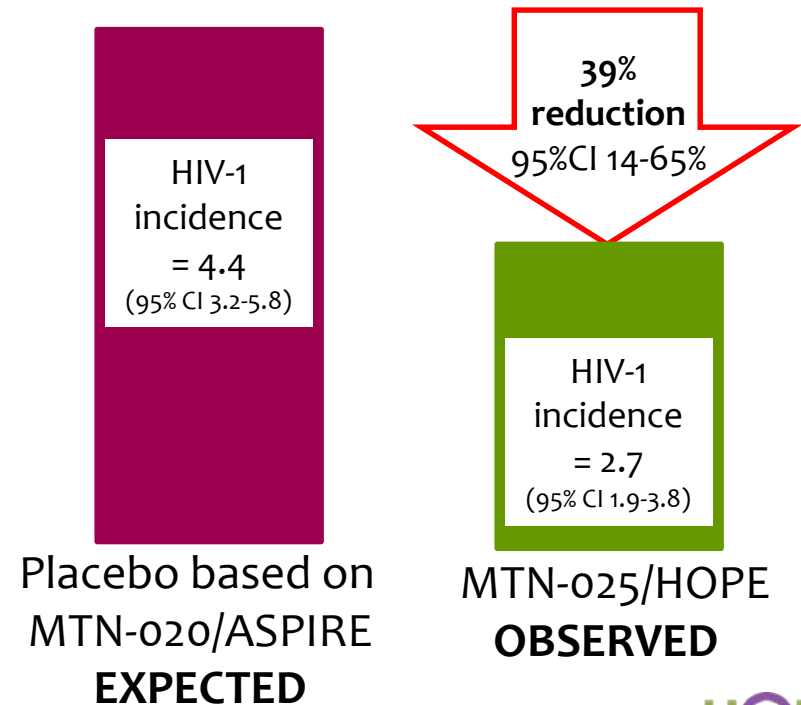 HIV-1
incidence
= 4.4
(95% CI 3.2-5.8)
Placebo based on
MTN-020/ASPIRE
EXPECTED
39%
reduction
95%CI 14-65%
HIV-1
incidence
= 2.7
(95% CI 1.9-3.8)
MTN-025/HOPE
OBSERVED